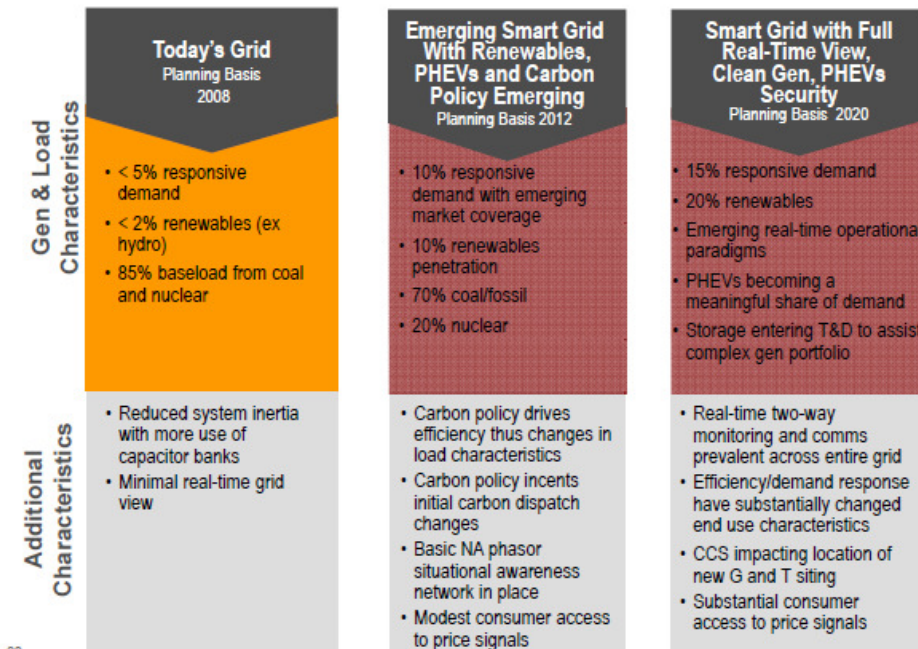 Today's Grid
Planning Basis
2008
Emerging Smart Grid
With Renewables,
PHEVs and Carbon
Policy Emerging
Planning Basis 2012
Smart Grid with Full
Real-Time View,
Clean Gen, PHEVs
Security
Planning Basis 2020
Gen & Load
Characteristics
• < 5% responsive
demand
• < 2% renewables (ex
hydro)
• 85% baseload from coal
and nuclear
• 10% responsive
demand with emerging
market coverage
• 10% renewables
penetration
• 70% coal/fossil
• 20% nuclear
• 15% responsive demand
• 20% renewables
• Emerging real-time operationa
paradigms
• PHEVs becoming a
meaningful share of demand
• Storage entering T&D to assist
complex gen portfolio
Additional
Characteristics
• Reduced system inertia
with more use of
capacitor banks
• Minimal real-time grid
view
• Carbon policy drives
efficiency thus changes in
load characteristics
• Carbon policy incents
initial carbon dispatch
changes
• Basic NA phasor
situational awareness
network in place
• Modest consumer access
to price signals
• Real-time two-way
monitoring and comms
prevalent across entire grid
• Efficiency/demand response
have substantially changed
end use characteristics
• CCS impacting location of
new G and T siting
• Substantial consumer
access to price signals